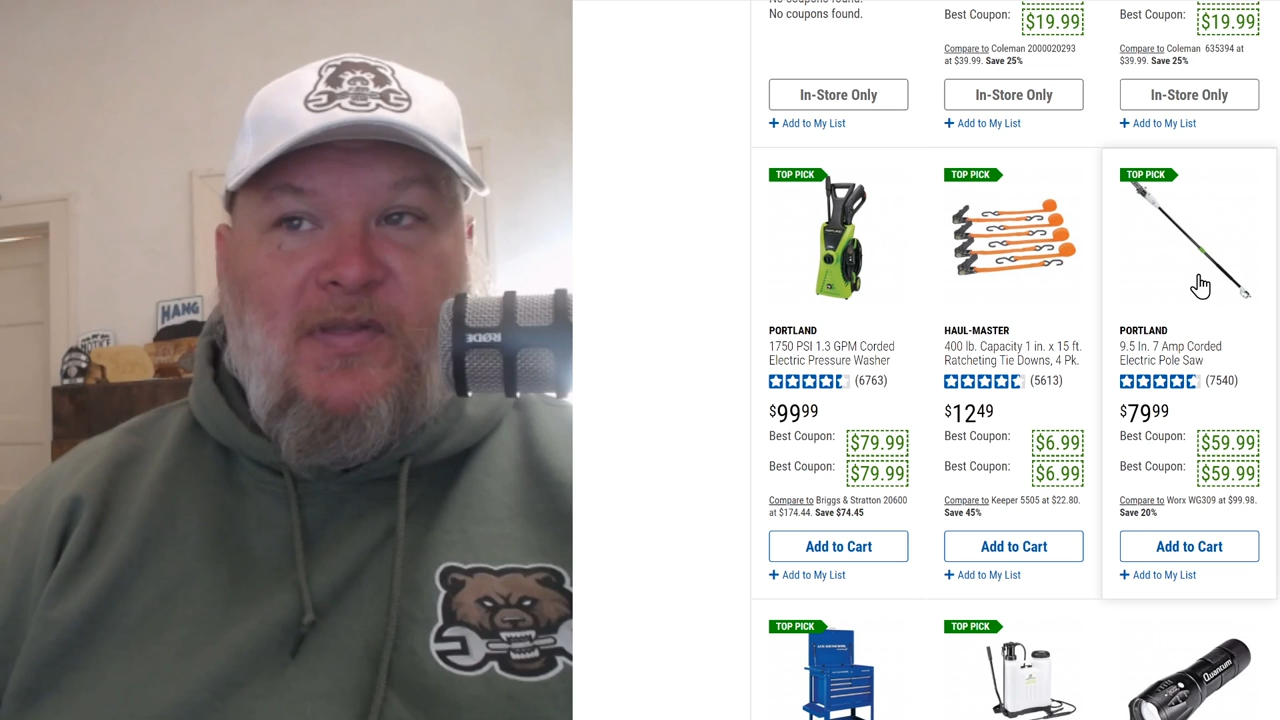 No coupons found.
No coupons found.
Best Coupon: $19.99
Compare to Coleman 2000020293
at $39.99. Save 25%
Best Coupon: $19.99
Compare to Coleman 635394 at
$39.99. Save 25%
In-Store Only
+ Add to My List
In-Store Only
+ Add to My List
In-Store Only
+ Add to My List
TOP PICK
PORTLAND
1750 PSI 1.3 GPM Corded
Electric Pressure Washer
(6763)
$99.99
Best Coupon: $79.99
Best Coupon: $79.99
Compare to Briggs & Stratton 20600
at $174.44. Save $74.45
Add to Cart
+ Add to My List
TOP PICK
HAUL-MASTER
400 lb. Capacity 1 in. x 15 ft.
Ratcheting Tie Downs, 4 Pk.
(5613)
$12.49
Best Coupon: $6.99
Best Coupon: $6.99
Compare to Keeper 5505 at $22.80.
Save 45%
Add to Cart
+ Add to My List
TOP PICK
PORTLAND
9.5 In. 7 Amp Corded
Electric Pole Saw
(7540)
$79.99
Best Coupon: $59.99
Best Coupon: $59.99
Compare to Worx WG309 at $99.98.
Save 20%
Add to Cart
+ Add to My List
TOP PICK
TOP PICK
Quantum
HANG
NOTICE
RØDE